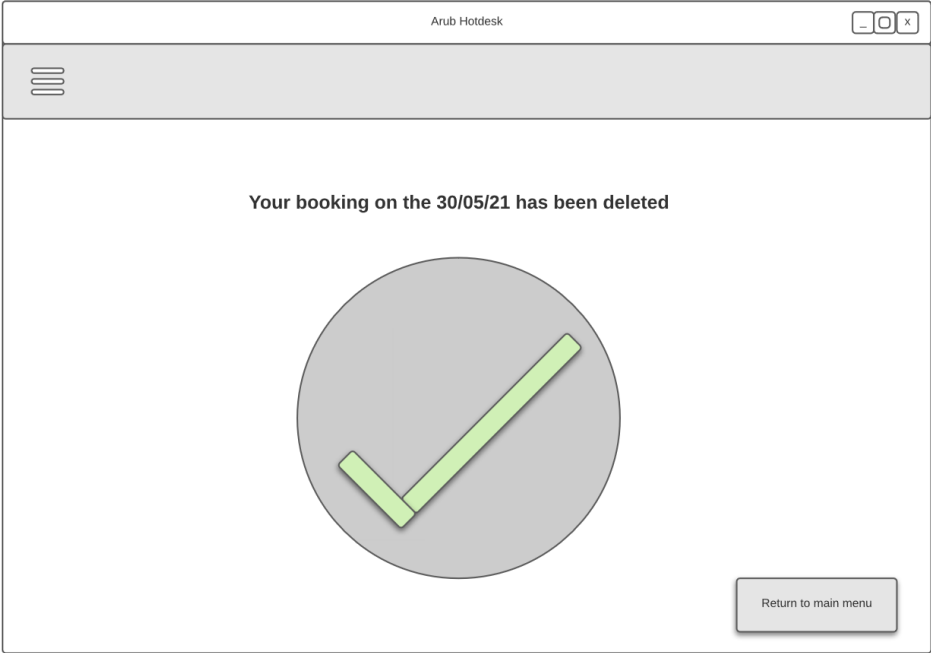 Arub Hotdesk
_ x
Your booking on the 30/05/21 has been deleted
Return to main menu